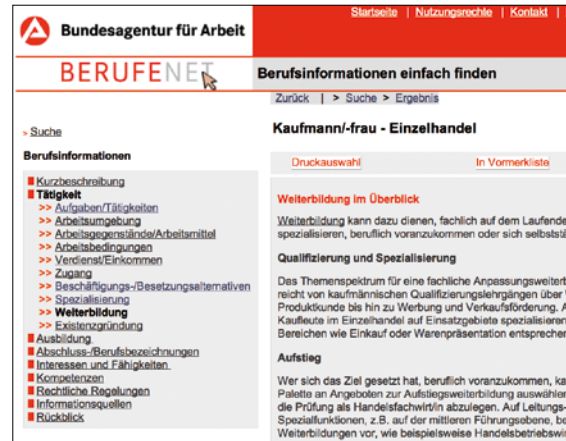 Startseite | Nutzungsrechte | Kontakt |
Bundesagentur für Arbeit
BERUFENET
Berufsinformationen einfach finden
Zurück | > Suche > Ergebnis
> Suche
Kaufmann/-frau - Einzelhandel
Berufsinformationen
Druckauswahl In Vormerkliste
Kurzbeschreibung
Tätigkeit
>> Aufgaben/Tätigkeiten
>> Arbeitsumgebung
>> Arbeitsgegenstände/Arbeitsmittel
>> Arbeitsbedingungen
>> Verdienst/Einkommen
>> Zugang
>> Beschäftigungs-/Besetzungsalternativen
>> Spezialisierung
>> Weiterbildung
>> Existenzgründung
Ausbildung
Abschluss-/Berufsbezeichnungen
Interessen und Fähigkeiten
Kompetenzen
Rechtliche Regelungen
Informationsquellen
Rückblick
Weiterbildung im Überblick
Weiterbildung kann dazu dienen, fachlich auf dem Laufende
spezialisieren, beruflich voranzukommen oder sich selbststä
Qualifizierung und Spezialisierung
Das Themenspektrum für eine fachliche Anpassungsweiterb
reicht von kaufmännischen Qualifizierungslehrgängen über
Produktkunde bis hin zu Werbung und Verkaufsförderung. A
Kaufleute im Einzelhandel auf Einsatzgebiete spezialisieren
Bereichen wie Einkauf oder Warenpräsentation entsprecher
Aufstieg
Wer sich das Ziel gesetzt hat, beruflich voranzukommen, ka
Palette an Angeboten zur Aufstiegsweiterbildung auswähler
die Prüfung als Handelsfachwirt/in abzulegen. Auf Leitungs-
Spezialfunktionen, z.B. auf der mittleren Führungsebene, be
Weiterbildungen vor, wie beispielsweise Handelsbetriebswi